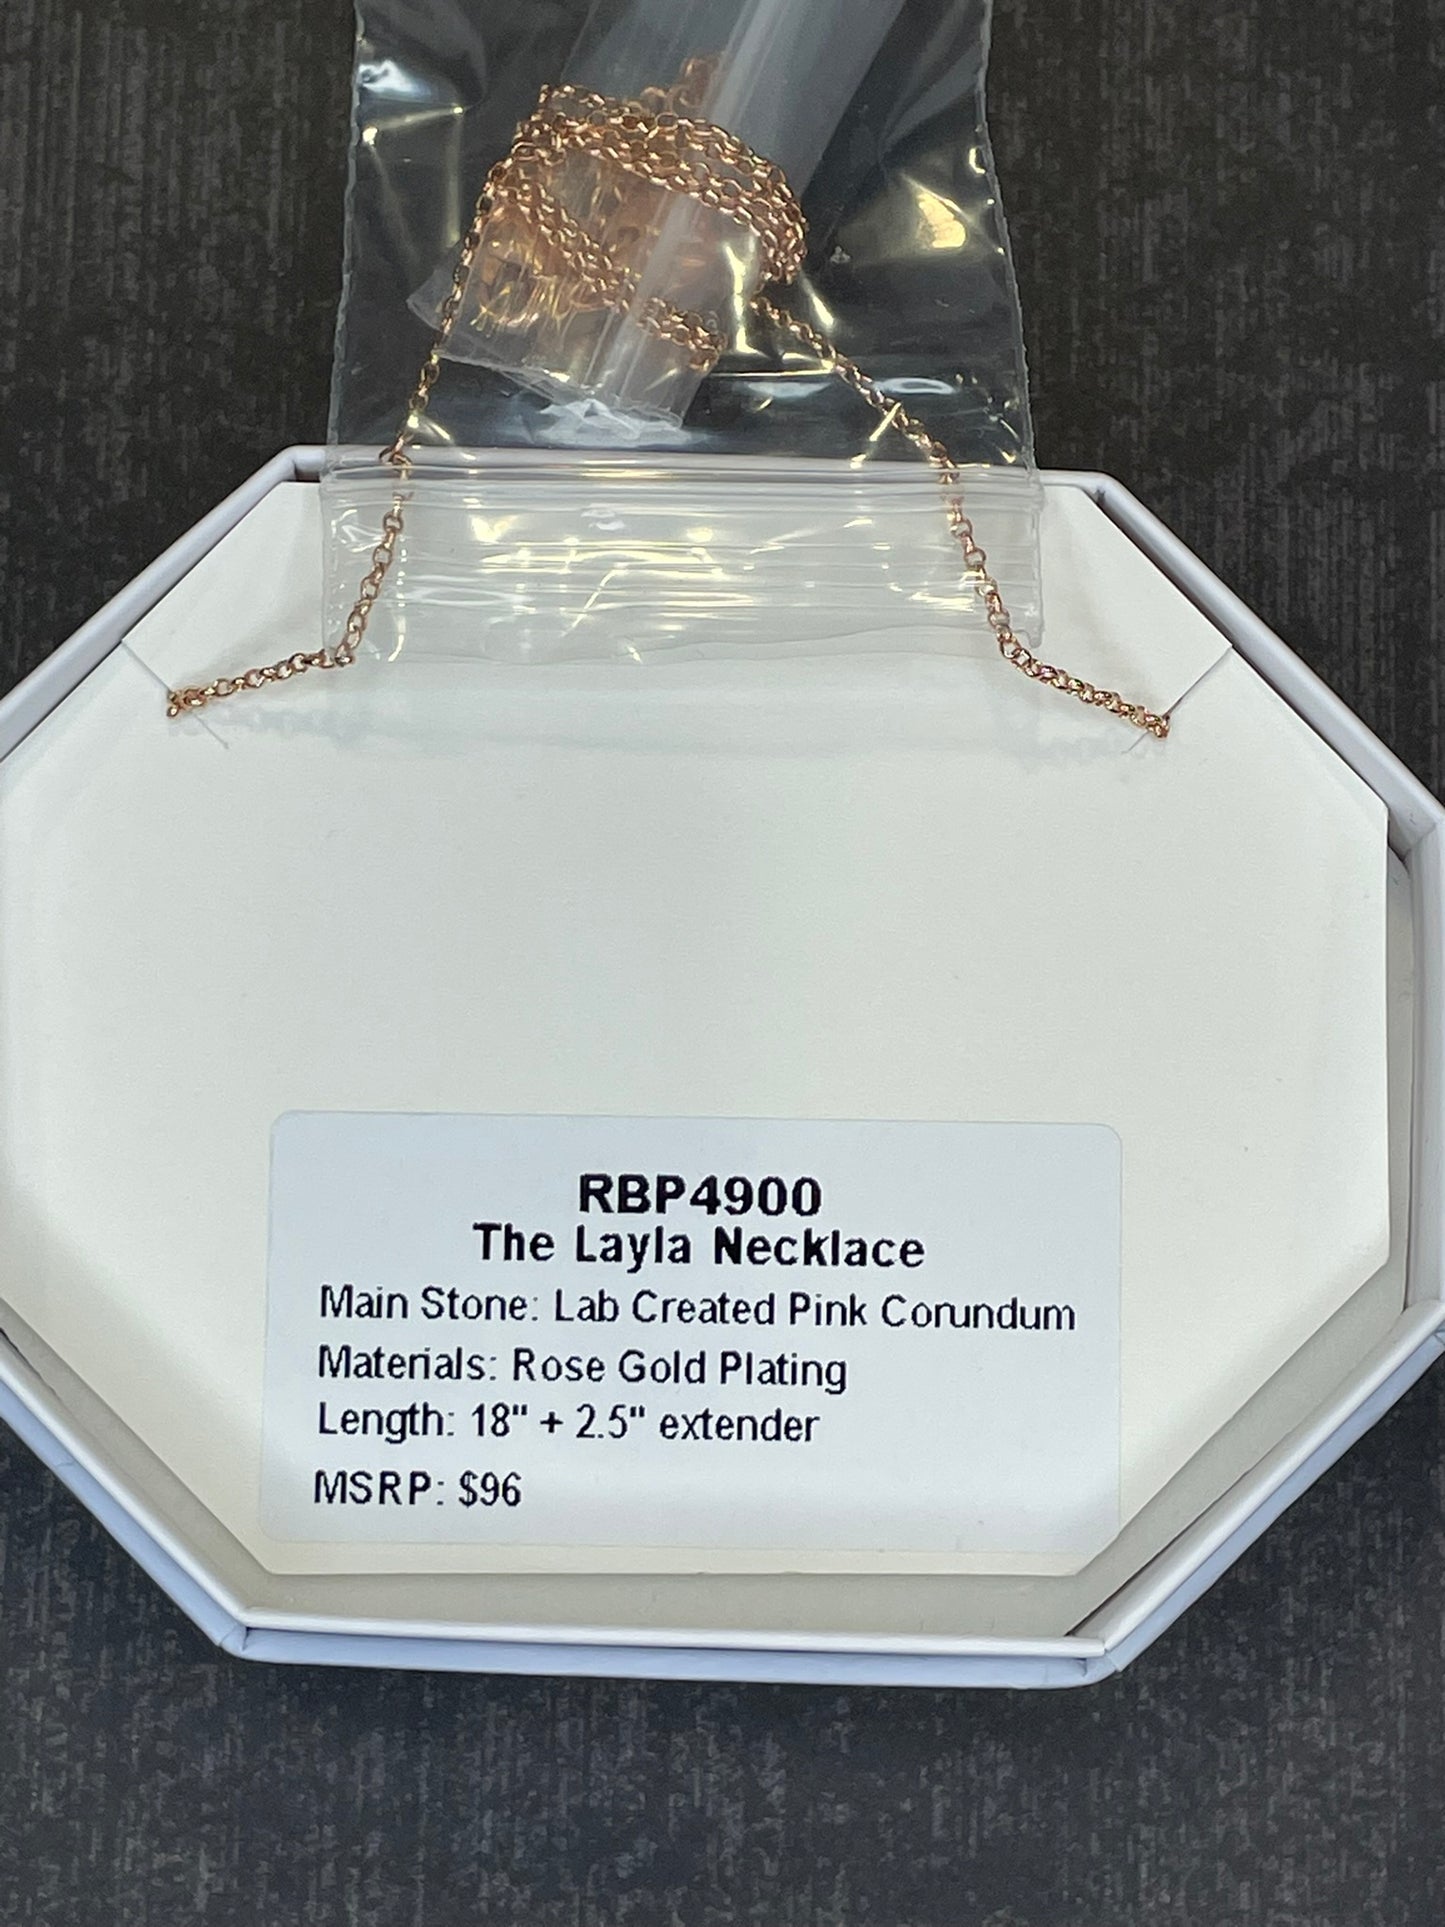 RBP4900
The Layla Necklace
Main Stone: Lab Created Pink Corundum
Materials: Rose Gold Plating
Length: 18" + 2.5" extender
MSRP: $96